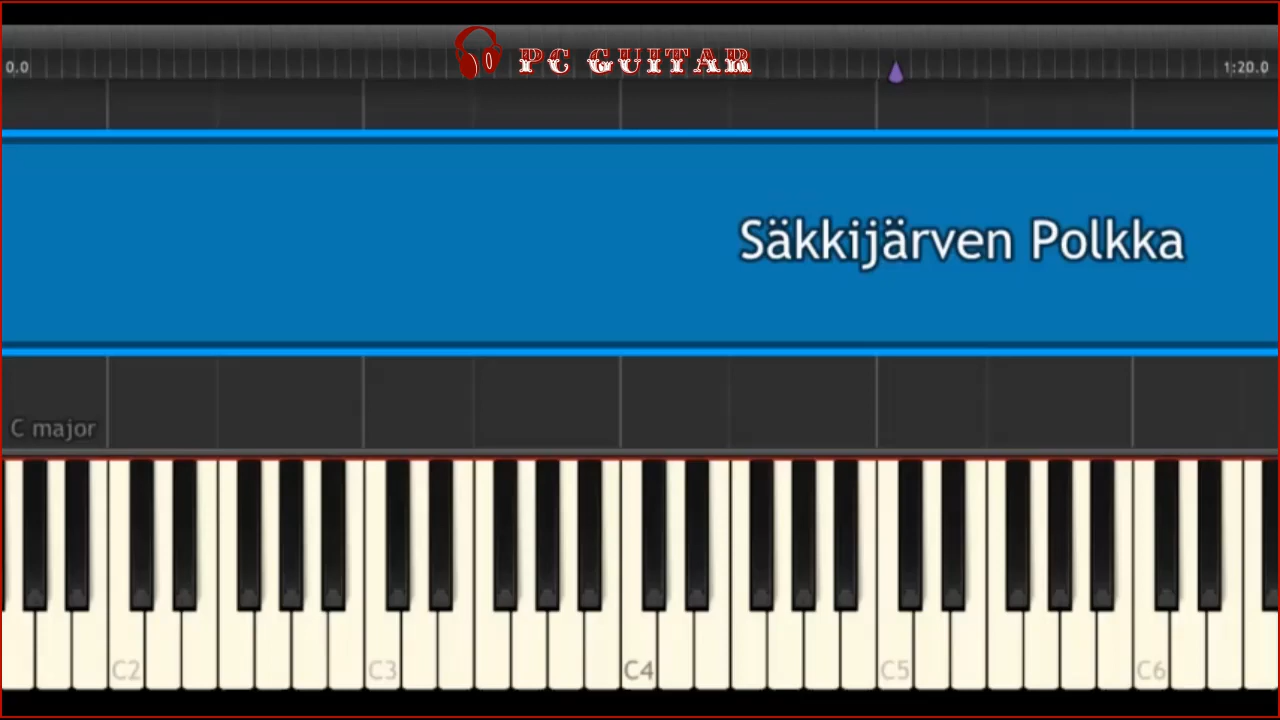 PC GUITAR
0.0
1:20.0
Säkkijärven Polkka
C major
C2
C3
C4
C5
C6